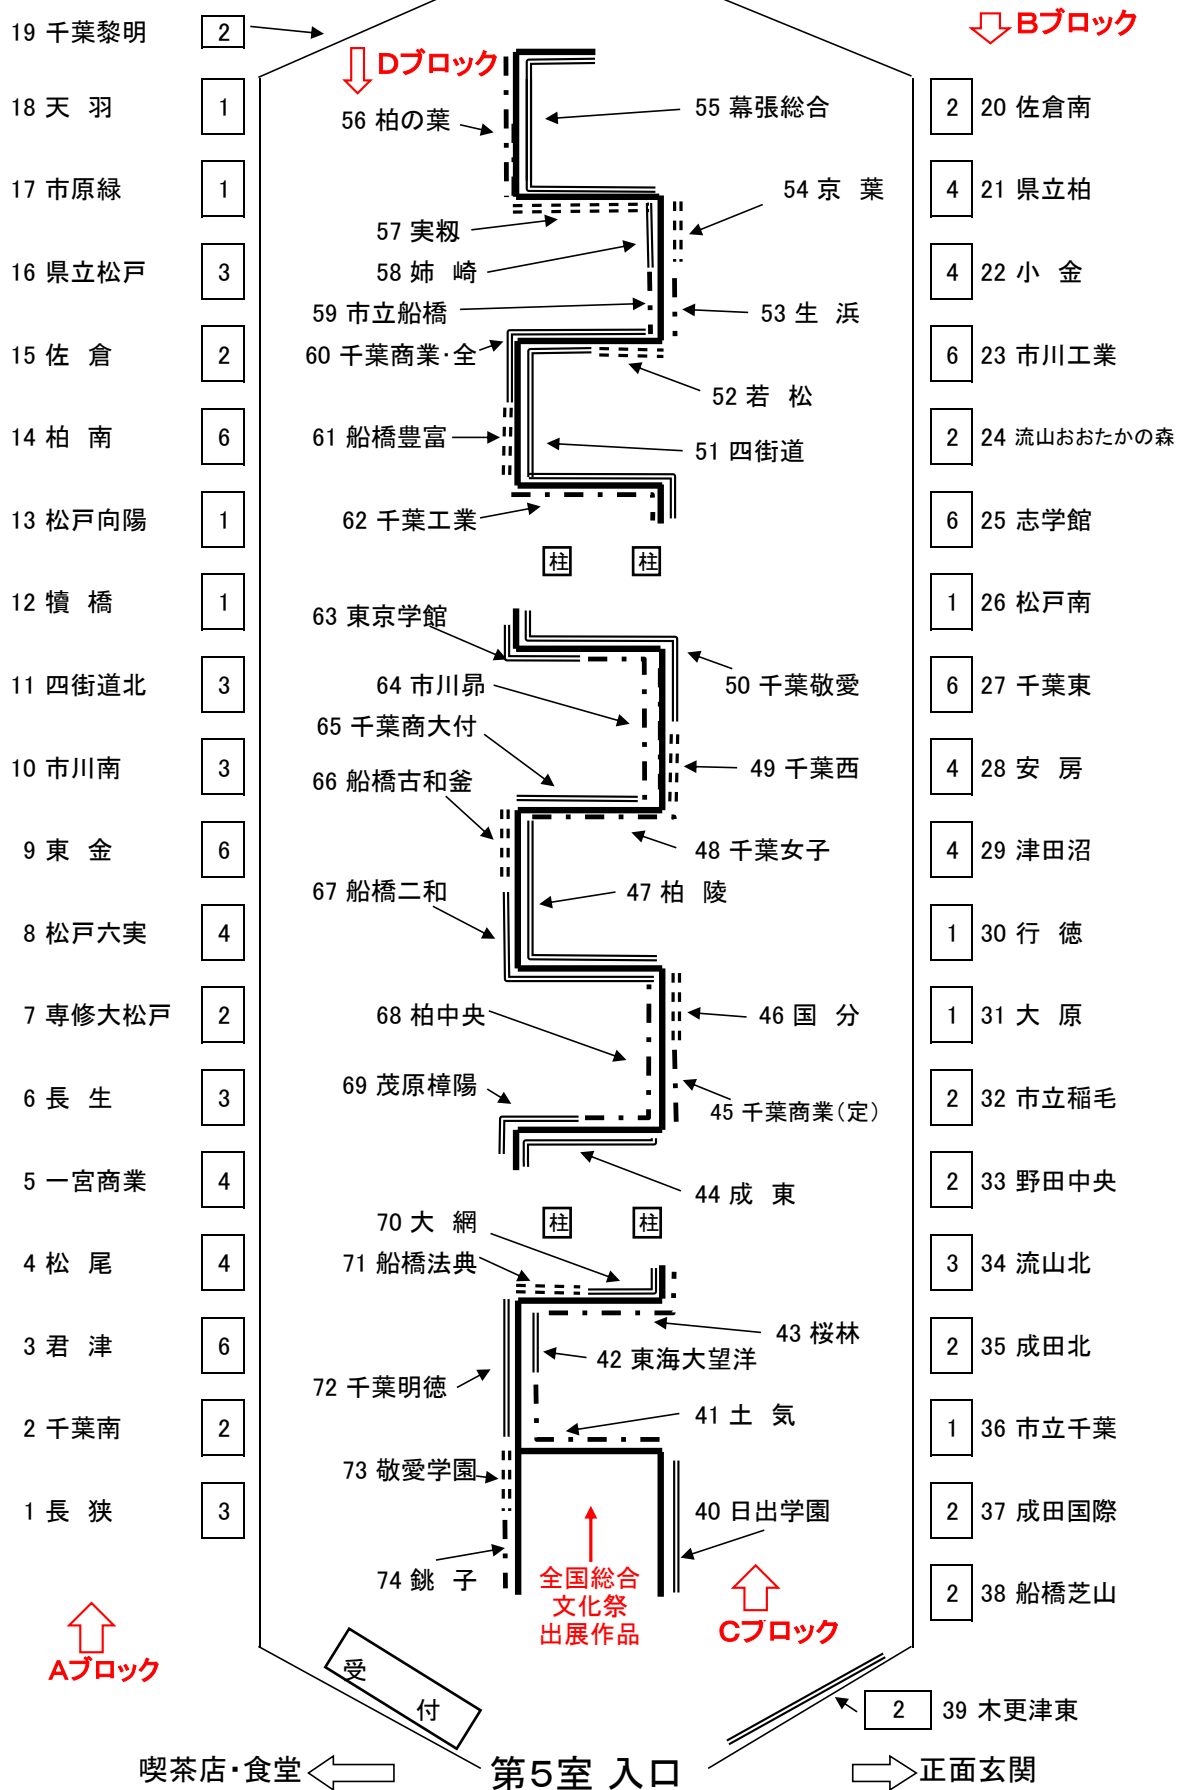 19 千葉黎明 2
18 天 羽 1
17 市原緑 1
16 県立松戸 3
15 佐 倉 2
14 柏 南 6
13 松戸向陽 1
12 犢 橋 1
11 四街道北 3
10 市川南 3
9 東 金 6
8 松戸六実 4
7 専修大松戸 2
6 長 生 3
5 一宮商業 4
4 松 尾 4
3 君 津 6
2 千葉南 2
1 長 狭 3
Aブロック
Dブロック
56 柏の葉
57 実籾
58 姉 崎
59 市立船橋
60 千葉商業・全
61 船橋豊富
62 千葉工業
柱 柱
63 東京学館
64 市川昴
65 千葉商大付
66 船橋古和釜
67 船橋二和
68 柏中央
69 茂原樟陽
柱 柱
70 大 網
71 船橋法典
72 千葉明徳
73 敬愛学園
74 銚 子
55 幕張総合
54 京 葉
53 生 浜
52 若 松
51 四街道
50 千葉敬愛
49 千葉西
48 千葉女子
47 柏 陵
46 国 分
45 千葉商業(定)
44 成 東
43 桜林
42 東海大望洋
41 土 気
40 日出学園
全国総合
文化祭
出展作品
Cブロック
Bブロック
2 20 佐倉南
4 21 県立柏
4 22 小 金
6 23 市川工業
2 24 流山おおたかの森
6 25 志学館
1 26 松戸南
6 27 千葉東
4 28 安 房
4 29 津田沼
1 30 行 徳
1 31 大 原
2 32 市立稲毛
2 33 野田中央
3 34 流山北
2 35 成田北
1 36 市立千葉
2 37 成田国際
2 38 船橋芝山
2 39 木更津東
受 付
喫茶店・食堂
第5室 入口
正面玄関